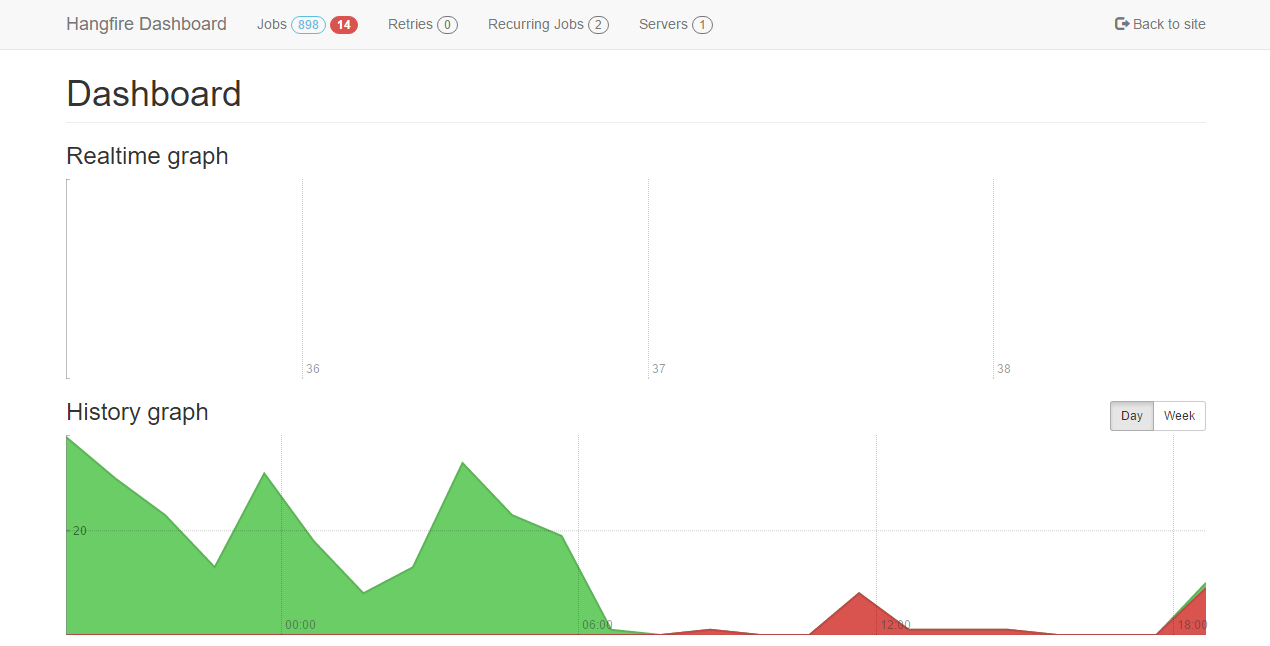 Hangfire Dashboard Jobs 898 14 Retries 0 Recurring Jobs 2 Servers 1 Back to site
Dashboard
Realtime graph
36 37 38
History graph Day Week
20
00:00 06:00 12:00 18:00